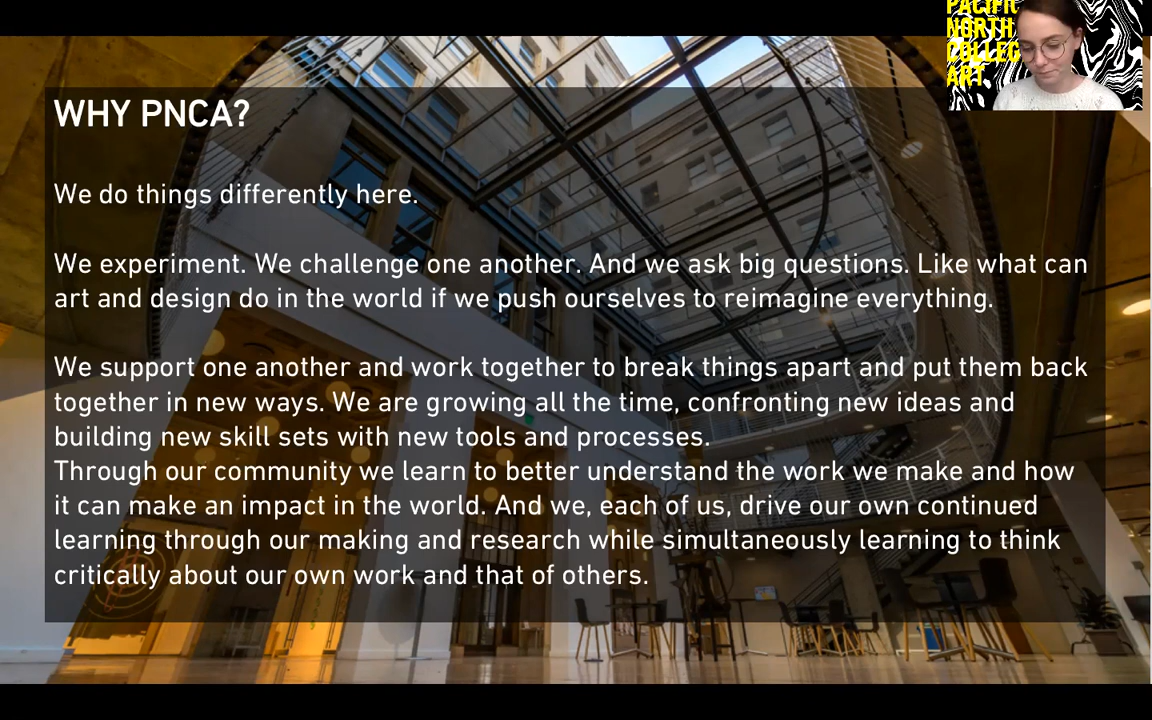 PACIFIC
NORTH
COLLEG
ART
WHY PNCA?
We do things differently here.
We experiment. We challenge one another. And we ask big questions. Like what can
art and design do in the world if we push ourselves to reimagine everything.
We support one another and work together to break things apart and put them back
together in new ways. We are growing all the time, confronting new ideas and
building new skill sets with new tools and processes.
Through our community we learn to better understand the work we make and how
it can make an impact in the world. And we, each of us, drive our own continued
learning through our making and research while simultaneously learning to think
critically about our own work and that of others.